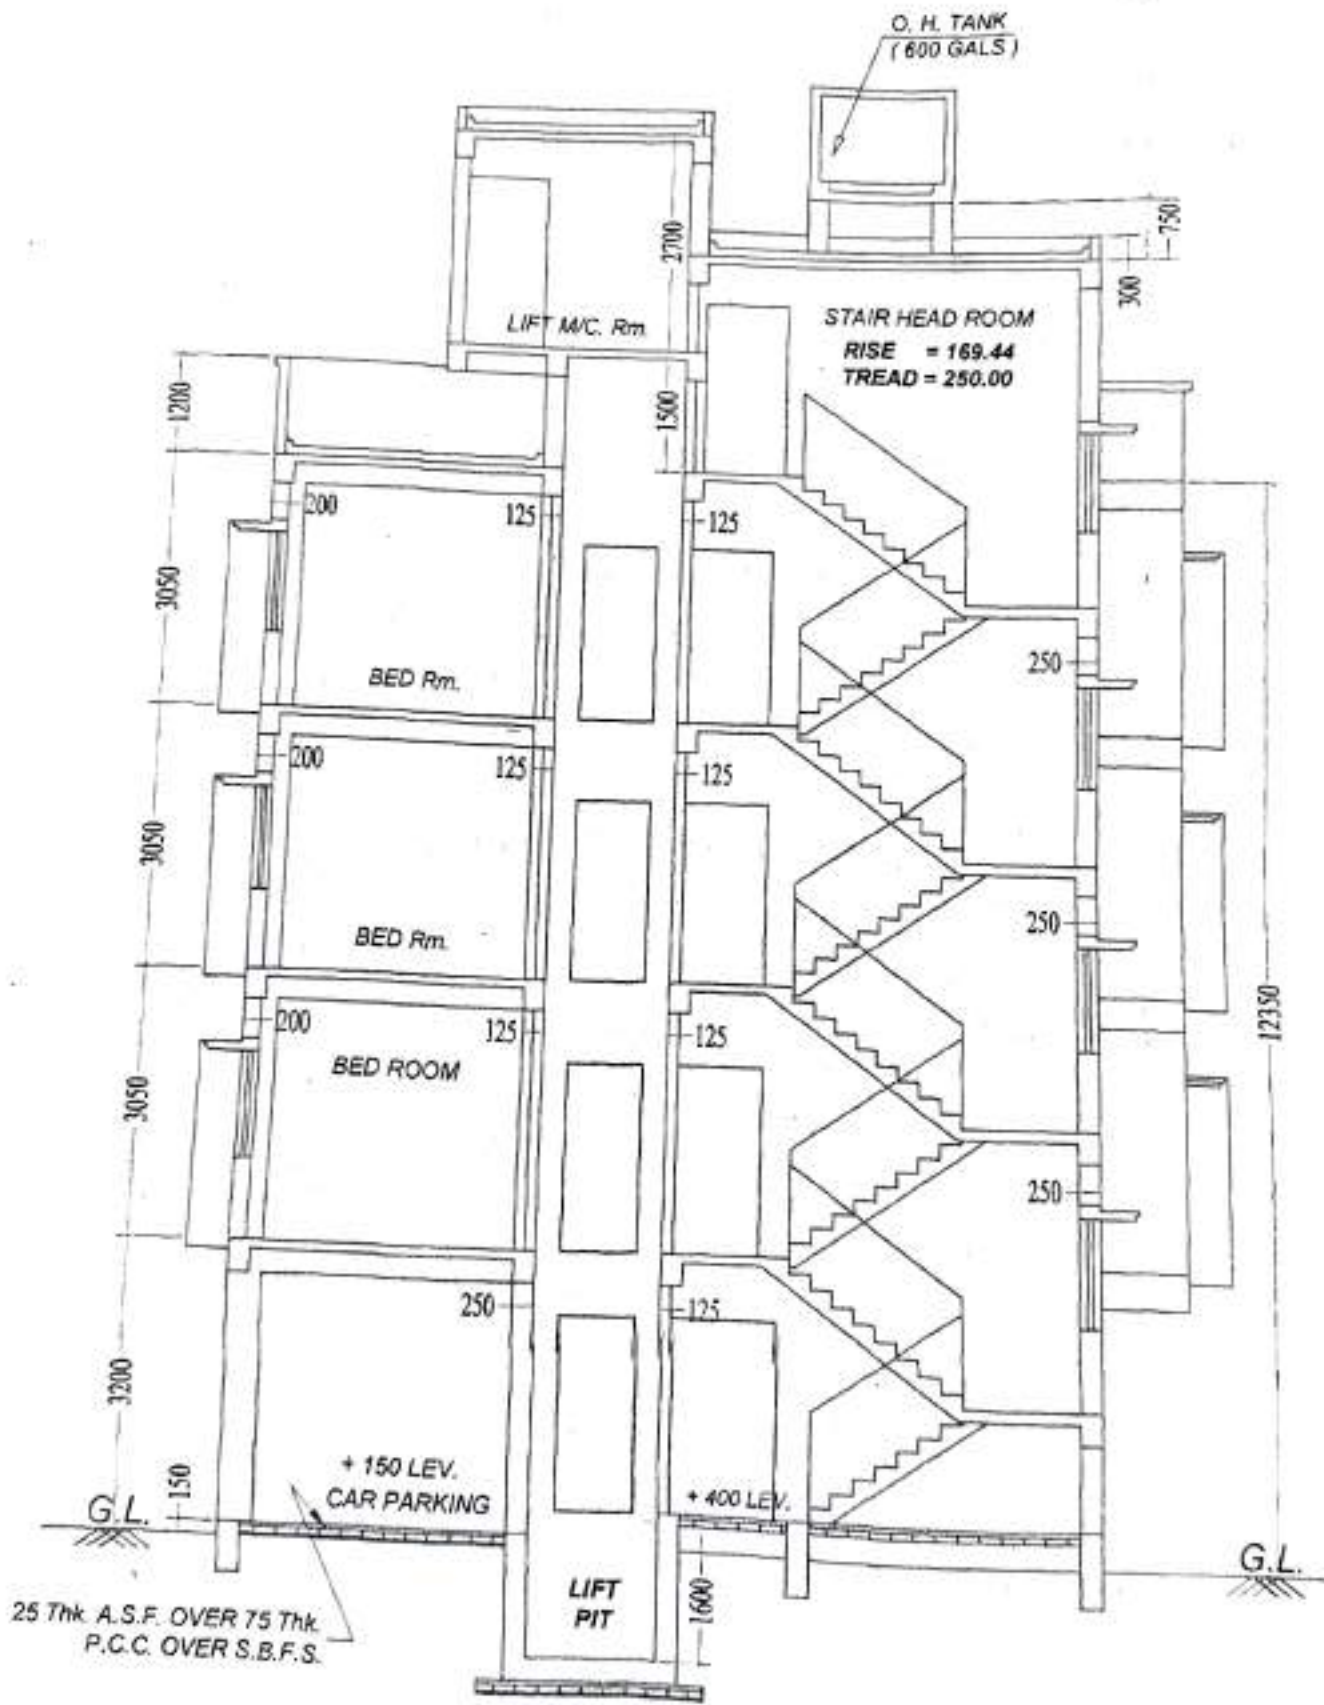 O. H. TANK
( 600 GALS )
750
300
2700
LIFT M/C. Rm.
STAIR HEAD ROOM
RISE = 169.44
TREAD = 250.00
1200
1500
200
125
125
3050
BED Rm.
250
200
125
125
3050
BED Rm.
250
200
125
125
12350
BED ROOM
3050
250
250
125
3200
+ 150 LEV.
CAR PARKING
+ 400 LEV.
150
G.L.
G.L.
LIFT
PIT
1600
25 Thk. A.S.F. OVER 75 Thk.
P.C.C. OVER S.B.F.S.